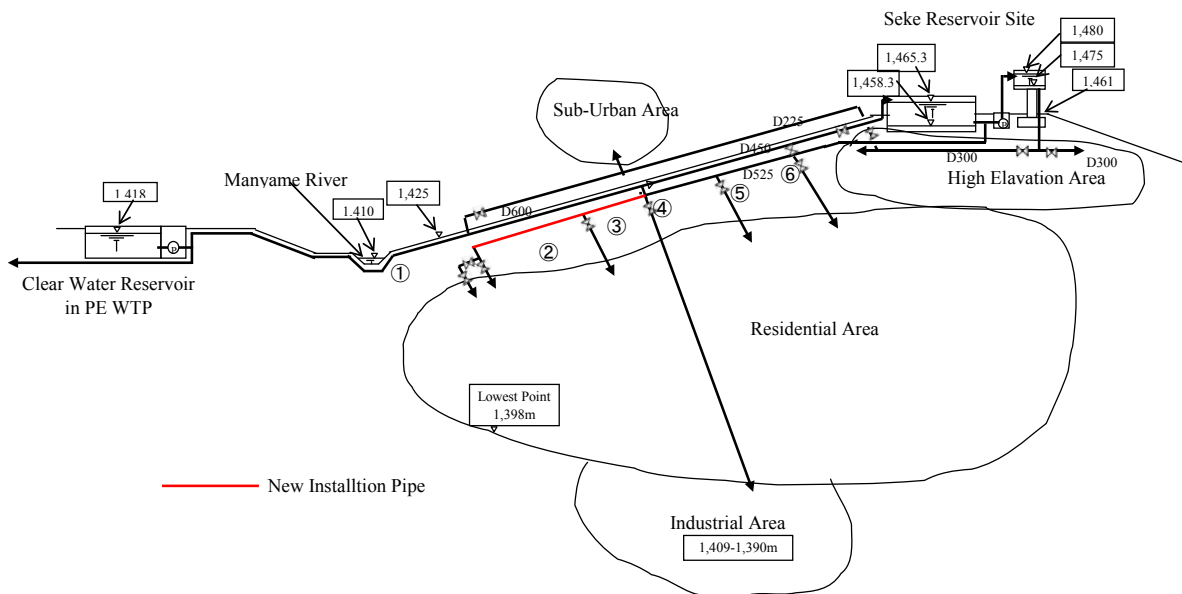 Seke Reservoir Site
1,480
1,475
1,461
1,465.3
1,458.3
P
Sub-Urban Area
D225
D450
D525
D300
D300
High Elavation Area
Manyame River
1 418
1.410
1,425
D600
P
①
②
③
④
⑤
⑥
Clear Water Reservoir
in PE WTP
Residential Area
Lowest Point
1,398m
New Installtion Pipe
Industrial Area
1,409-1,390m